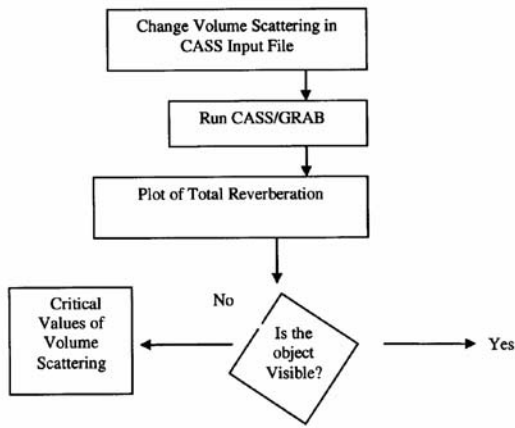 Change Volume Scattering in
CASS Input File
Run CASS/GRAB
Plot of Total Reverberation
No
Critical
Values of
Volume
Scattering
Is the
object
Visible?
Yes